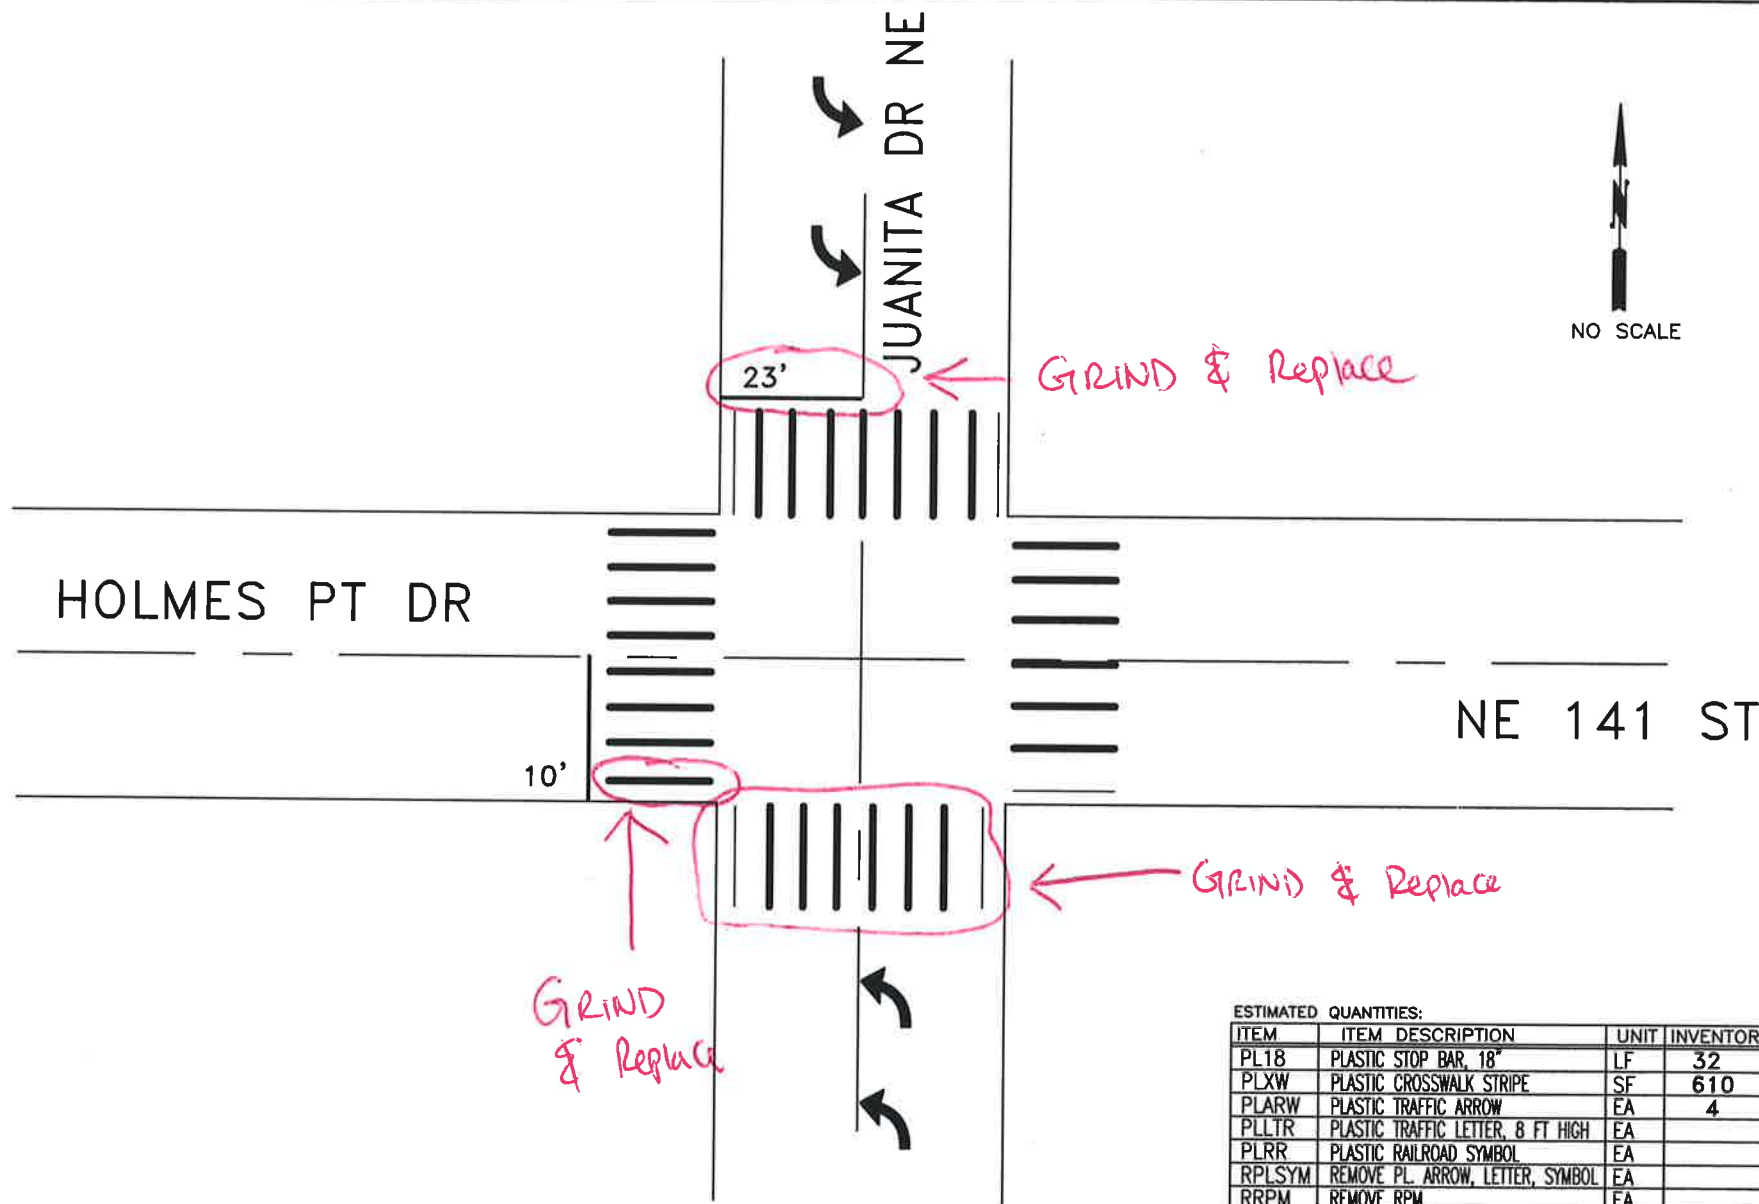 JUANITA DR NE
N
NO SCALE
23'
GRIND & Replace
HOLMES PT DR
NE 141 ST
10'
GRIND & Replace
GRIND
& Replace
ESTIMATED QUANTITIES:
ITEM ITEM DESCRIPTION UNIT INVENTOR
PL18 PLASTIC STOP BAR, 18" LF 32
PLXW PLASTIC CROSSWALK STRIPE SF 610
PLARW PLASTIC TRAFFIC ARROW EA 4
PLLTR PLASTIC TRAFFIC LETTER, 8 FT HIGH EA
PLRR PLASTIC RAILROAD SYMBOL EA
RPLSYM REMOVE PL. ARROW, LETTER, SYMBOL EA
RRPM REMOVE RPM EA